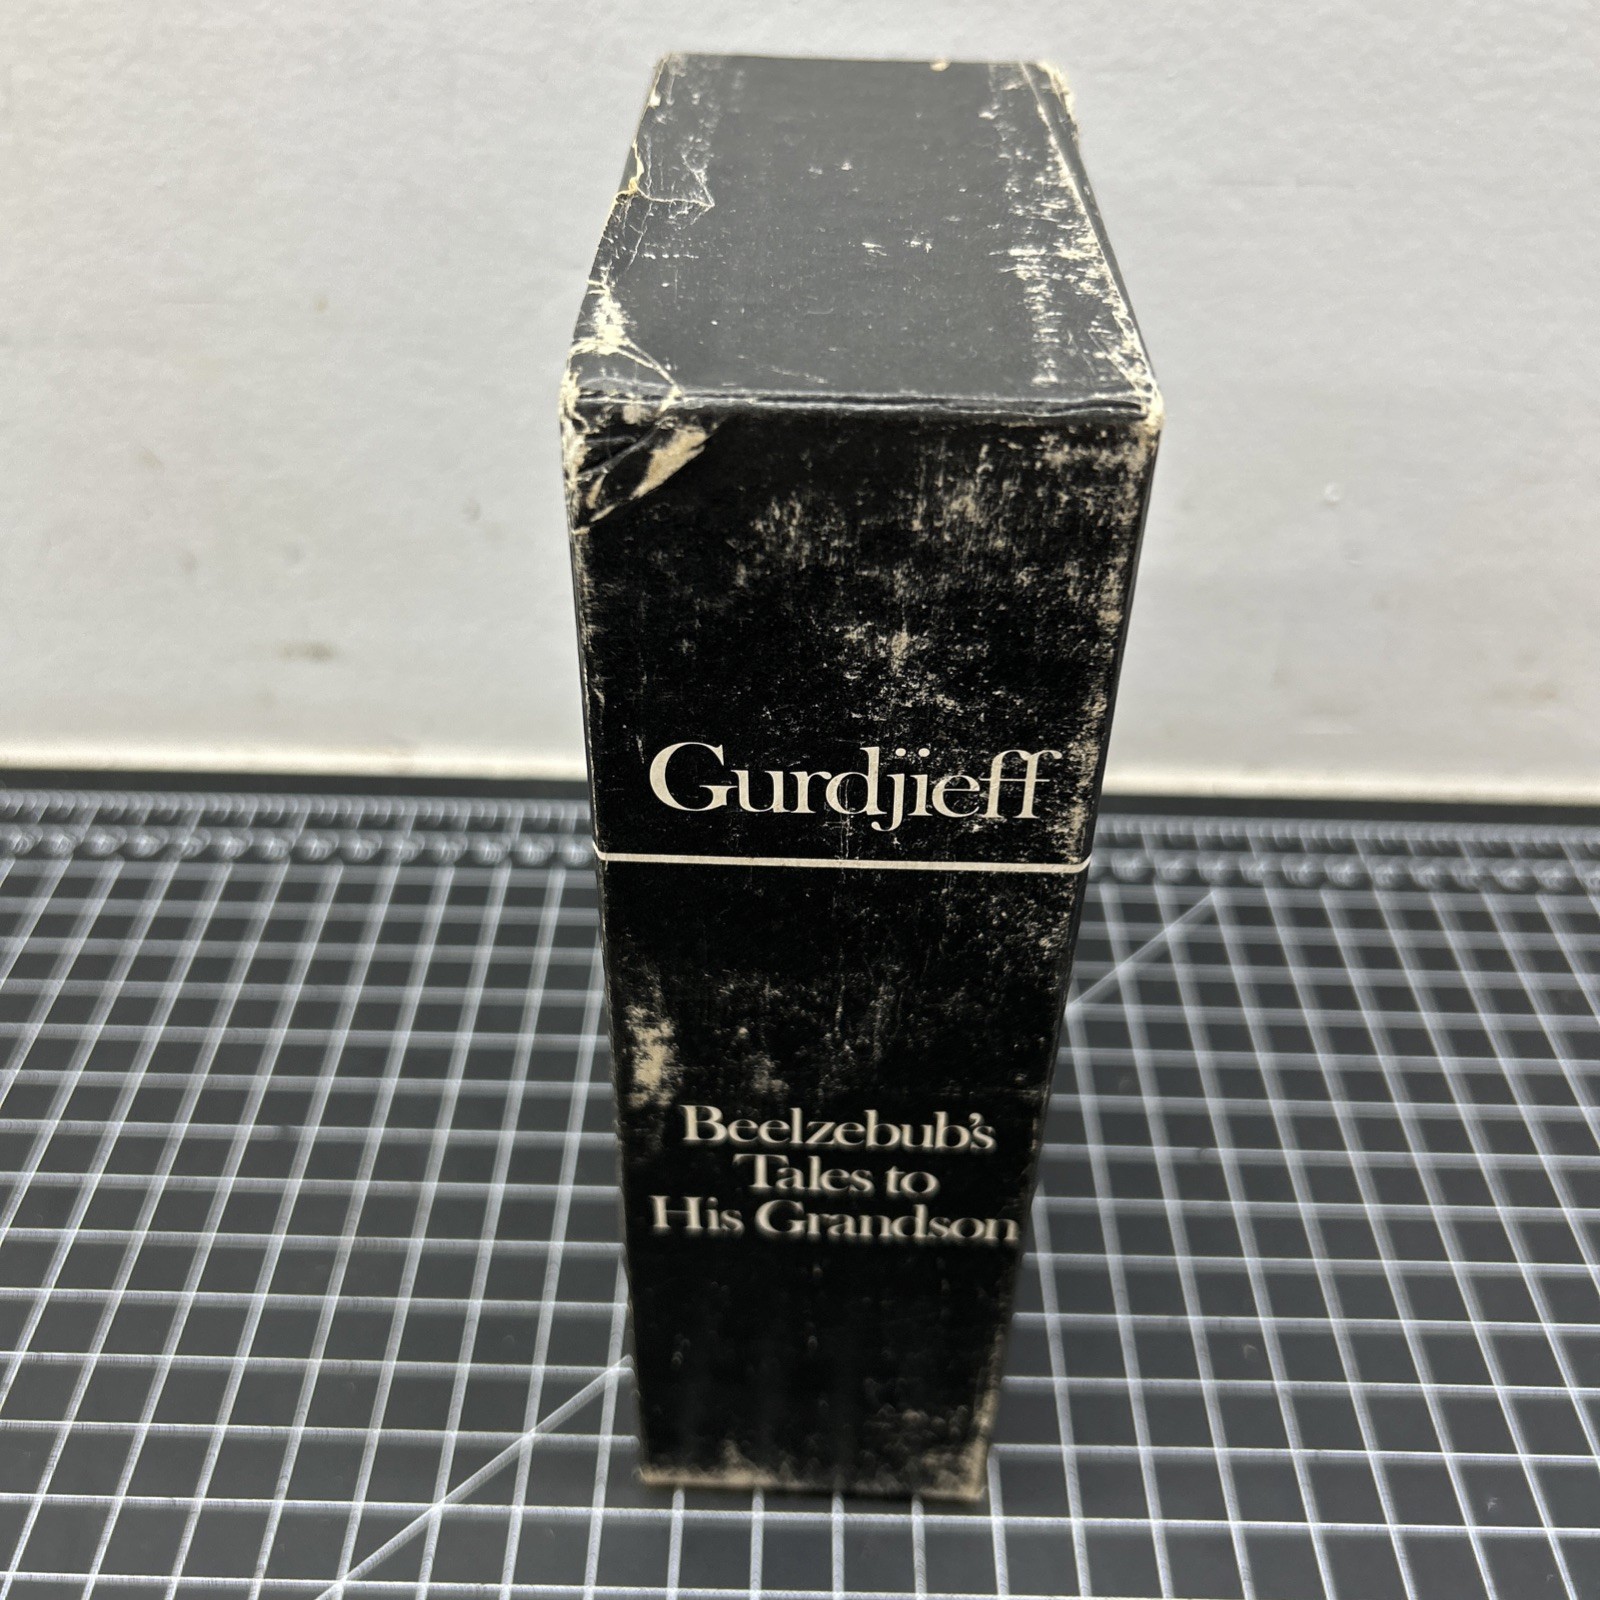 Gurdjieff
Beelzebub's
Tales to
His Grandson